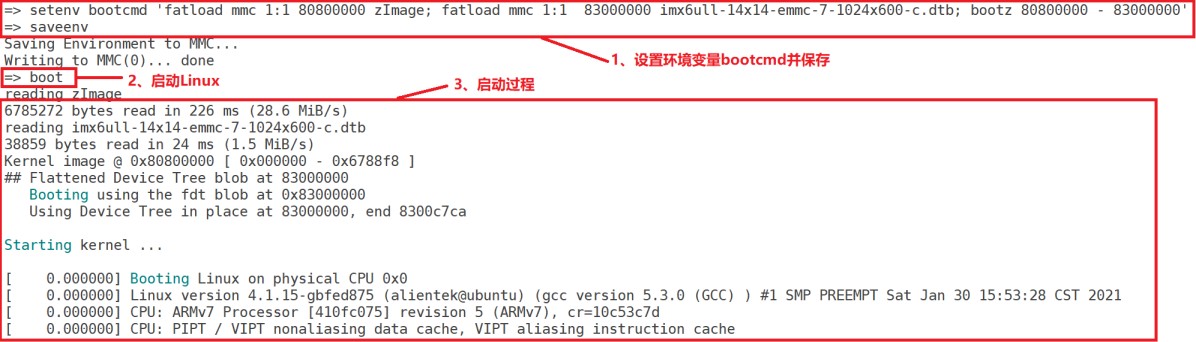 => setenv bootcmd 'fatload mmc 1:1 80800000 zImage; fatload mmc 1:1  83000000 imx6ull-14x14-emmc-7-1024x600-c.dtb; bootz 80800000 - 83000000'
=> saveenv
Saving Environment to MMC...
Writing to MMC(0)... done
1、设置环境变量bootcmd并保存
=> boot
2、启动Linux
3、启动过程
reading zImage
6785272 bytes read in 226 ms (28.6 MiB/s)
reading imx6ull-14x14-emmc-7-1024x600-c.dtb
38859 bytes read in 24 ms (1.5 MiB/s)
Kernel image @ 0x80800000 [ 0x000000 - 0x6788f8 ]
## Flattened Device Tree blob at 83000000
   Booting using the fdt blob at 0x83000000
   Using Device Tree in place at 83000000, end 8300c7ca
Starting kernel ...
[    0.000000] Booting Linux on physical CPU 0x0
[    0.000000] Linux version 4.1.15-gbfed875 (alientek@ubuntu) (gcc version 5.3.0 (GCC) ) #1 SMP PREEMPT Sat Jan 30 15:53:28 CST 2021
[    0.000000] CPU: ARMv7 Processor [410fc075] revision 5 (ARMv7), cr=10c53c7d
[    0.000000] CPU: PIPT / VIPT nonaliasing data cache, VIPT aliasing instruction cache